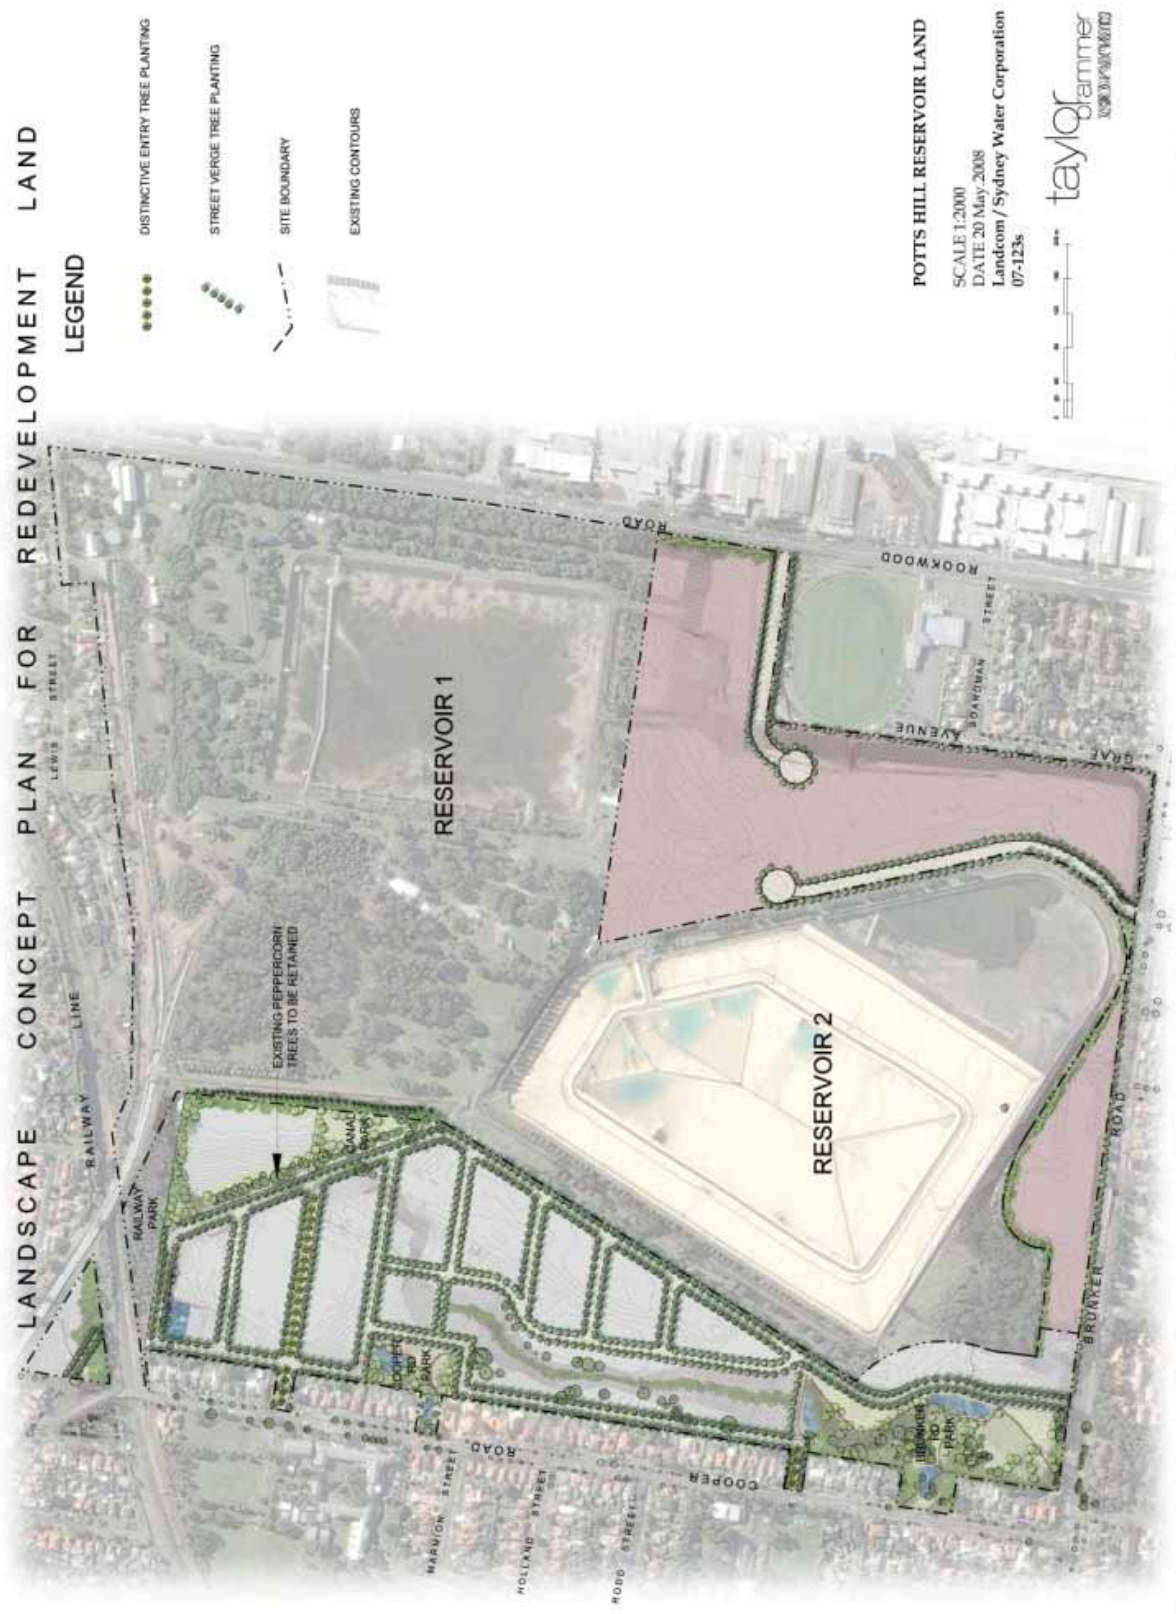 LANDSCAPE CONCEPT PLAN FOR REDEVELOPMENT LAND
LEGEND
DISTINCTIVE ENTRY TREE PLANTING
STREET VERGE TREE PLANTING
SITE BOUNDARY
EXISTING CONTOURS
LEWIS STREET
RAILWAY LINE
RAILWAY
PARK
EXISTING PEPPERCORN
TREES TO BE RETAINED
CANAL
PARK
RESERVOIR 1
RESERVOIR 2
ROOKWOOD ROAD
BOARDMAN STREET
GRAF AVENUE
BRUNKER ROAD
COOPER
RD
PARK
BRUNKER
RD
PARK
COOPER ROAD
MARMION STREET
HOLLAND STREET
RODD STREET
POTTS HILL RESERVOIR LAND
SCALE 1:2000
DATE 20 May 2008
Landcom / Sydney Water Corporation
07-123s
taylor
brammer